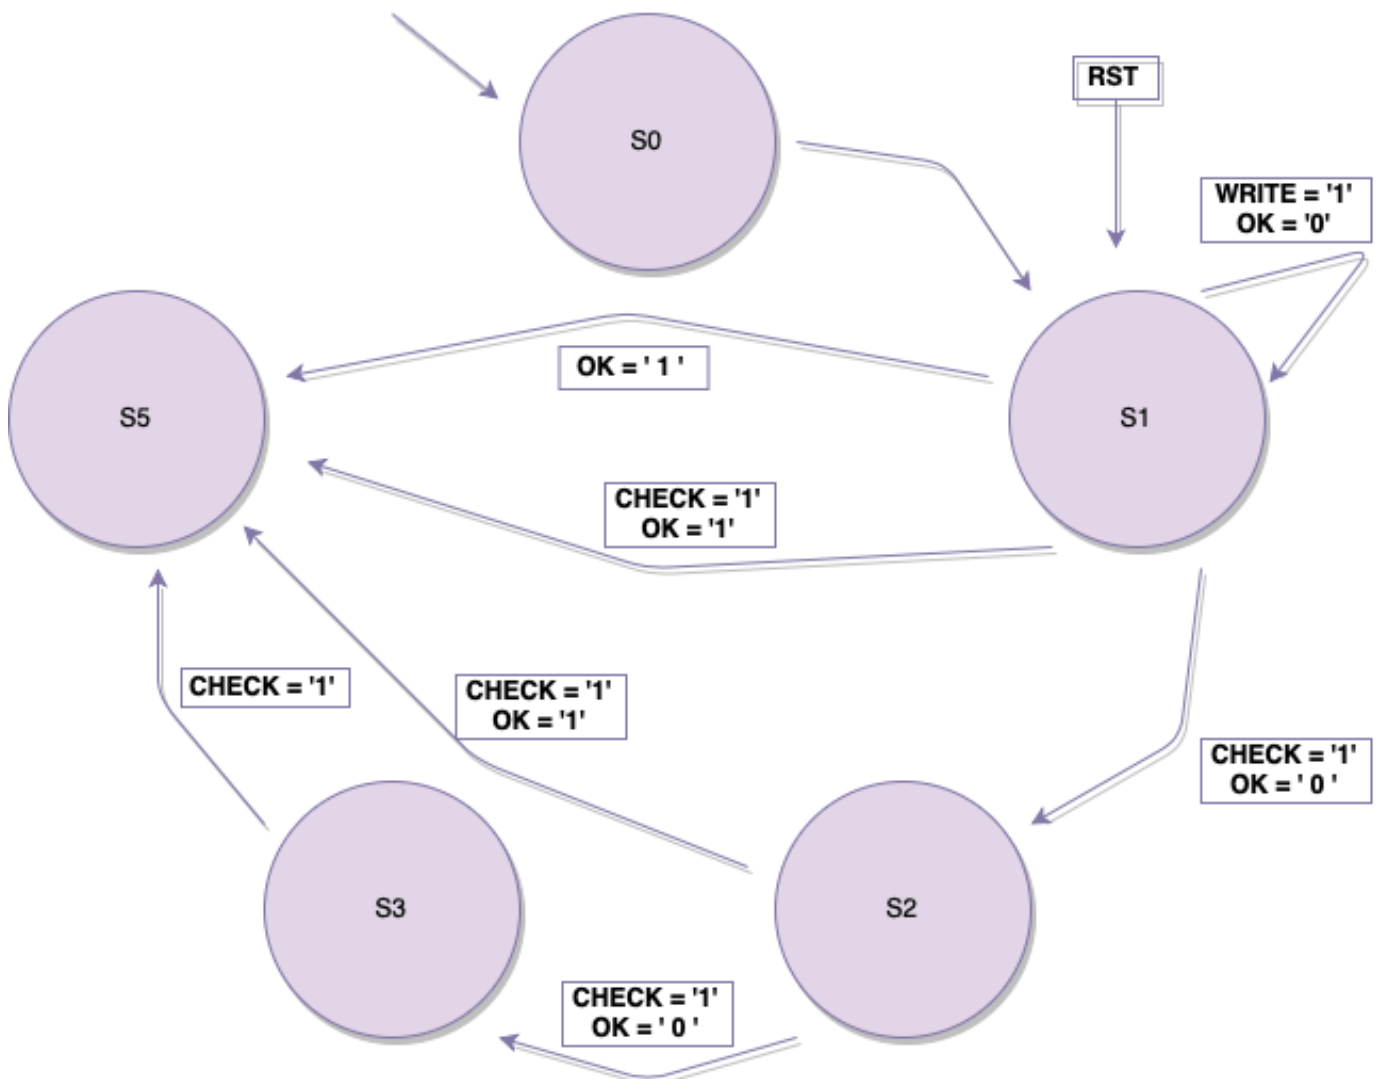 S0
RST
WRITE = '1'
OK = '0'
OK = ' 1 '
S5
S1
CHECK = '1'
OK = '1'
CHECK = '1'
CHECK = '1'
OK = '1'
CHECK = '1'
OK = ' 0 '
S3
S2
CHECK = '1'
OK = ' 0 '